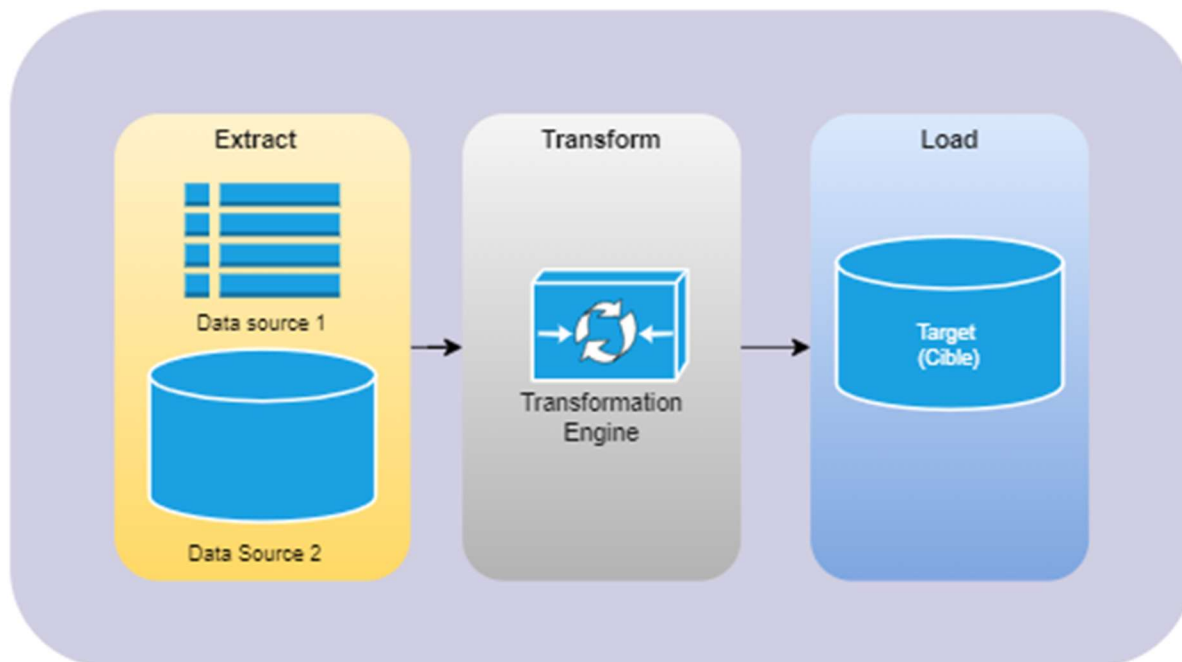 Extract
Data source 1
Data Source 2
Transform
Transformation
Engine
Load
Target
(Cible)